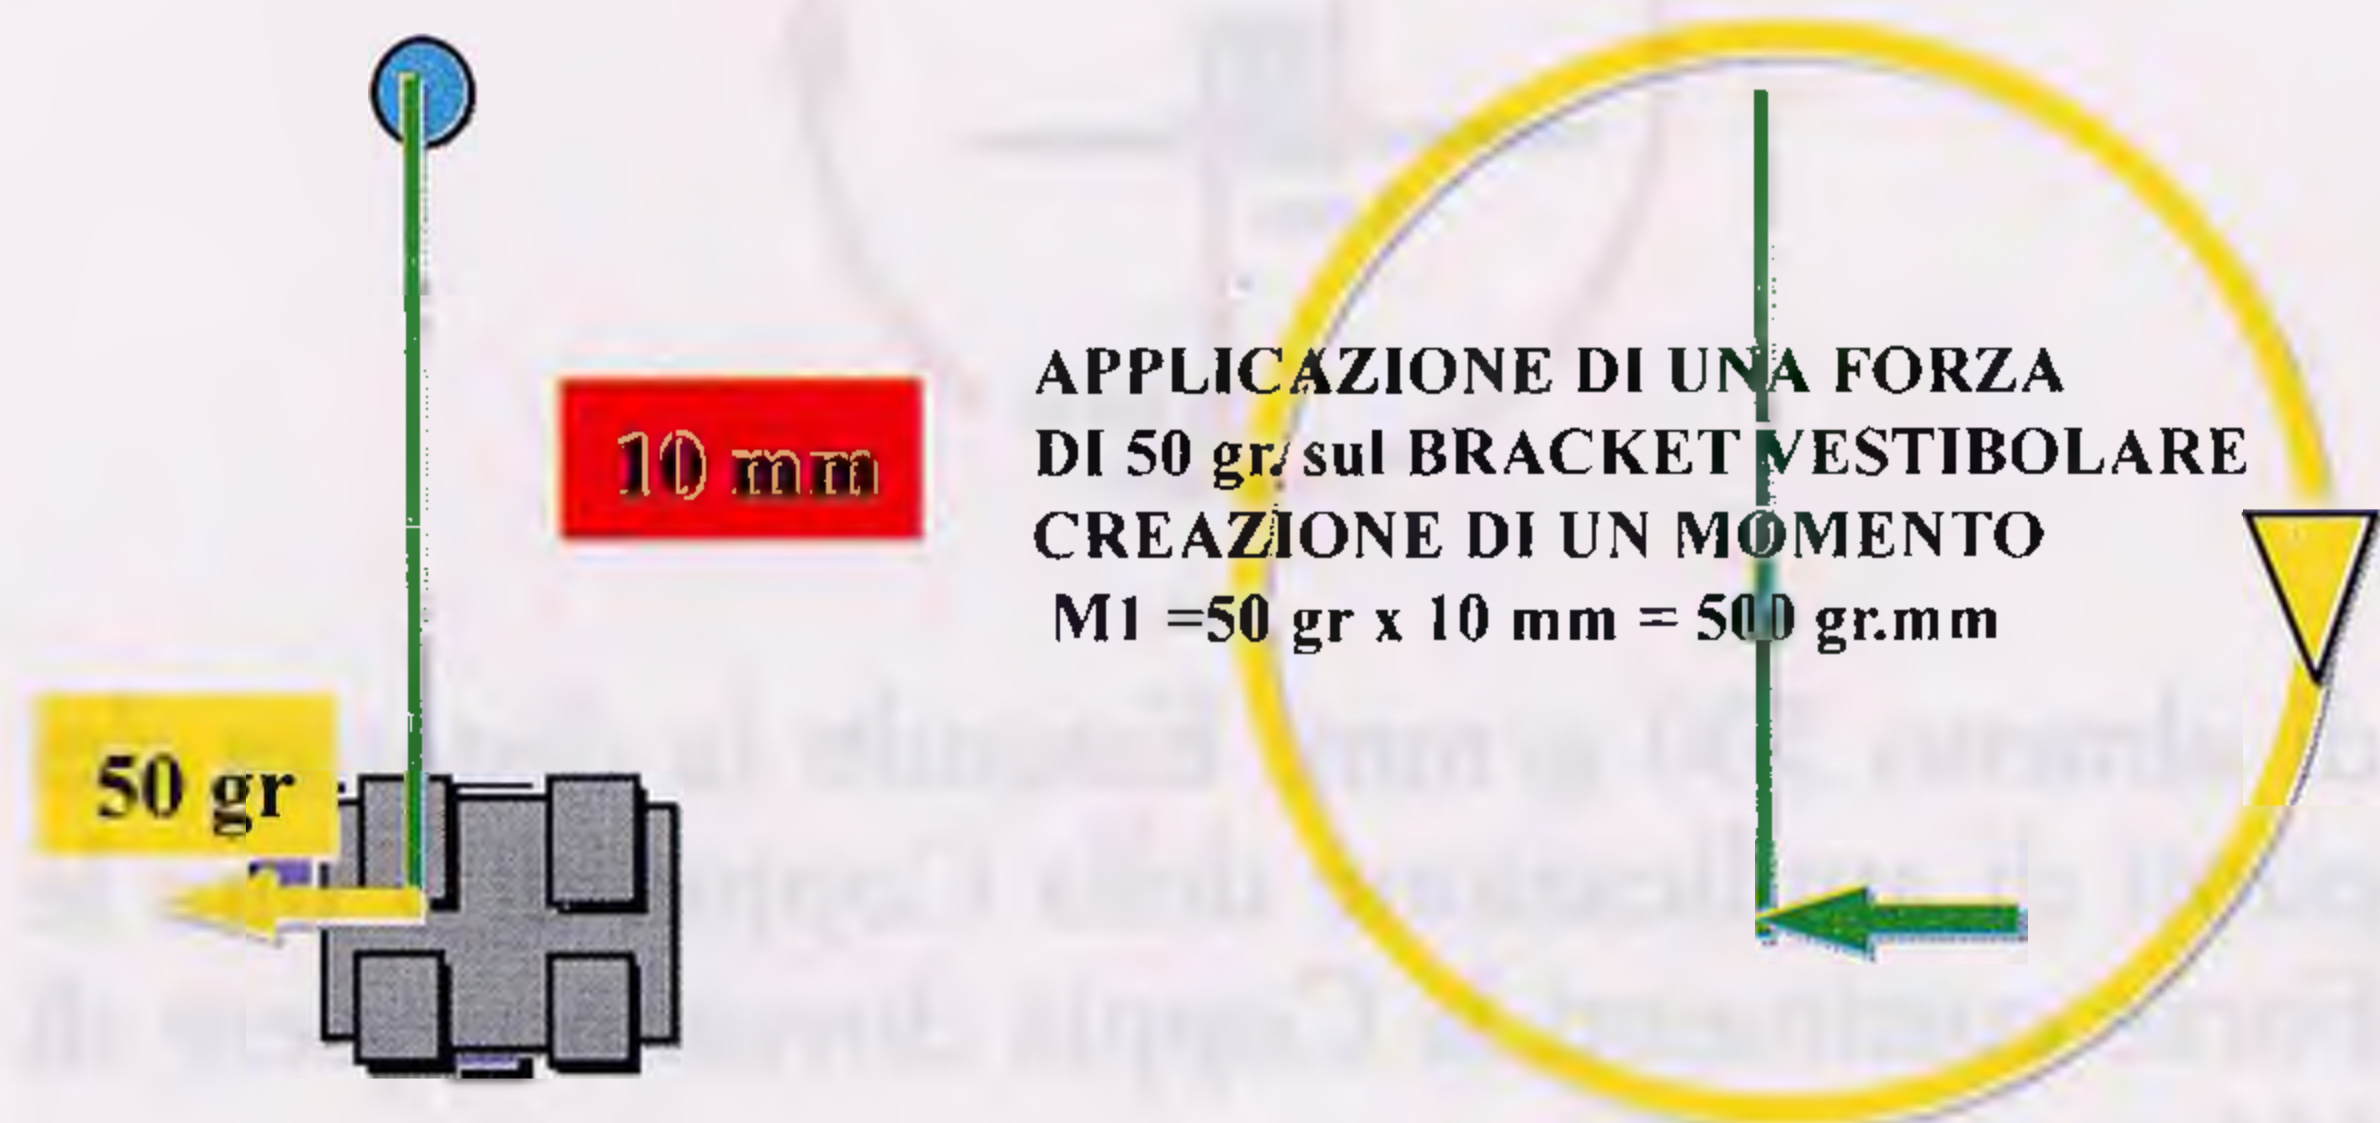 10 mm
50 gr
APPLICAZIONE DI UNA FORZA
DI 50 gr. sul BRACKET VESTIBOLARE
CREAZIONE DI UN MOMENTO
M1 =50 gr x 10 mm = 500 gr.mm